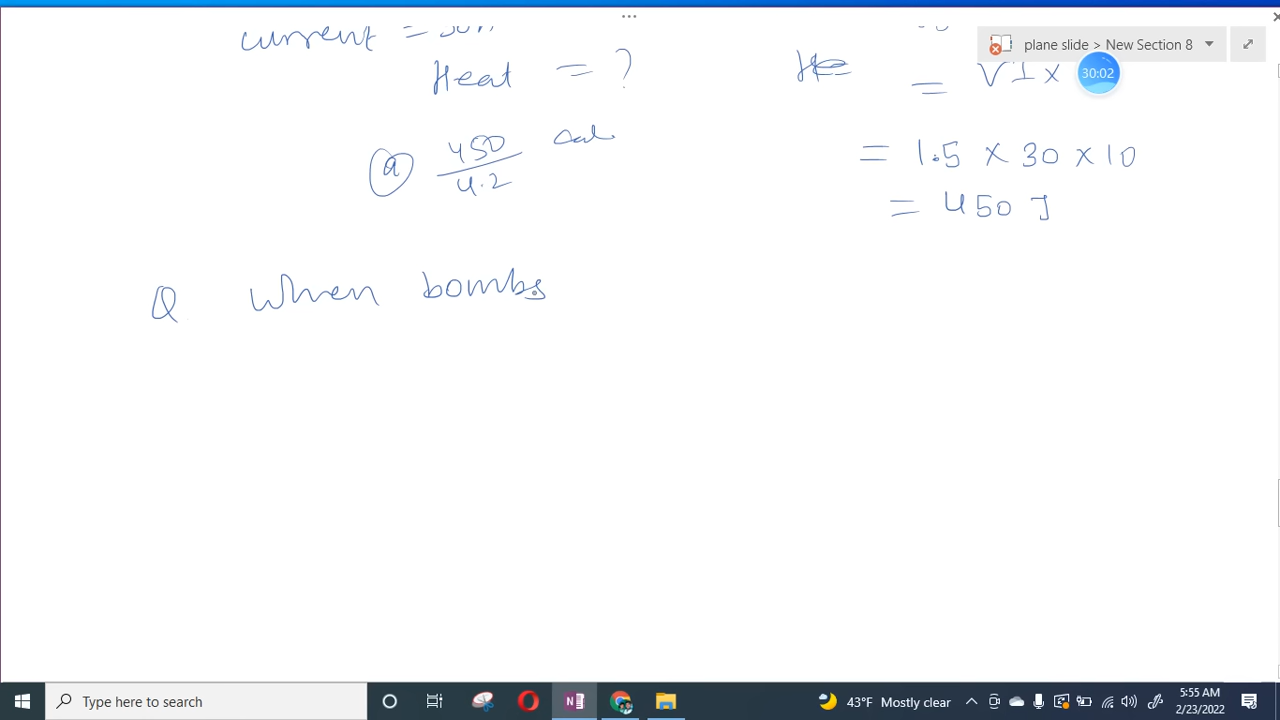 current =
plane slide > New Section 8
Heat = ?
= VI x
30:02
(a) 450/4.2 Cal
= 1.5 x 30 x 10
= 450 J
Q When bombs
Type here to search
43°F Mostly clear
5:55 AM
2/23/2022